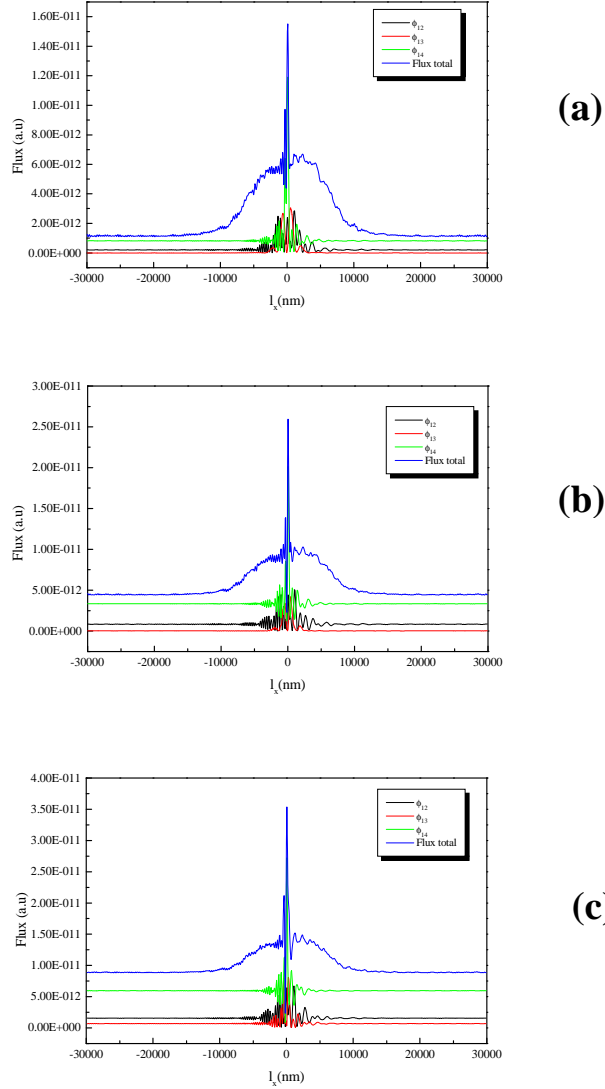 1.60E-011
1.40E-011
1.20E-011
1.00E-011
8.00E-012
6.00E-012
4.00E-012
2.00E-012
0.00E+000
Flux (a.u)
ϕ12
ϕ13
ϕ14
Flux total
-30000 -20000 -10000 0 10000 20000 30000
l_x(nm)
(a)
3.00E-011
2.50E-011
2.00E-011
1.50E-011
1.00E-011
5.00E-012
0.00E+000
Flux (a.u)
ϕ12
ϕ13
ϕ14
Flux total
-30000 -20000 -10000 0 10000 20000 30000
l_x(nm)
(b)
4.00E-011
3.50E-011
3.00E-011
2.50E-011
2.00E-011
1.50E-011
1.00E-011
5.00E-012
0.00E+000
Flux (a.u)
ϕ12
ϕ13
ϕ14
Flux total
-30000 -20000 -10000 0 10000 20000 30000
l_x(nm)
(c)